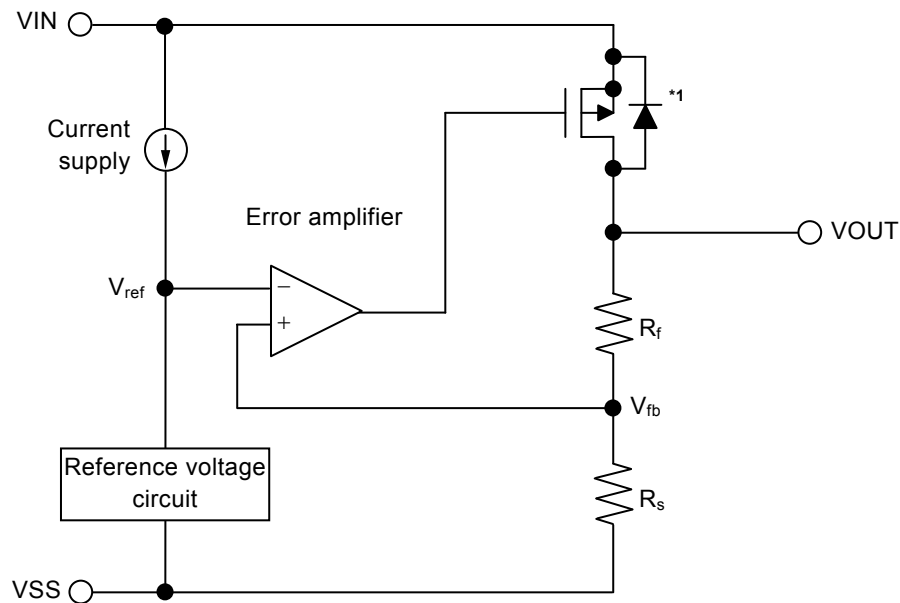 VIN
*1
Current
supply
Error amplifier
VOUT
Vref
−
+
Rf
Vfb
Reference voltage
circuit
Rs
VSS